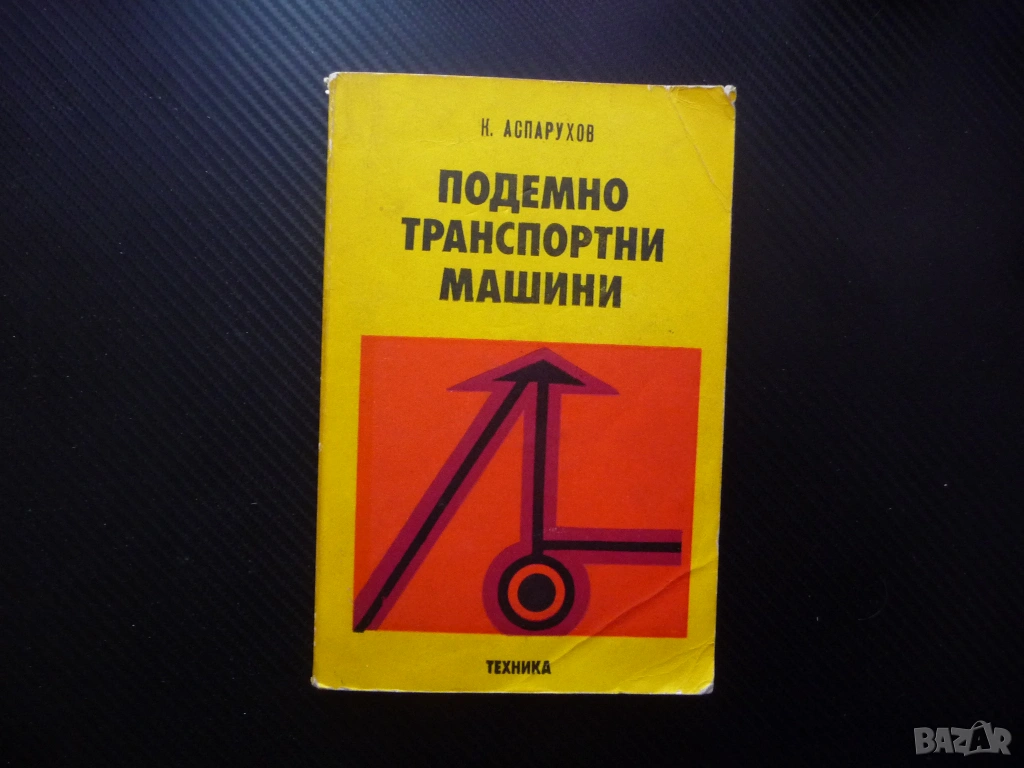 К. АСПАРУХОВ
ПОДЕМНО
ТРАНСПОРТНИ
МАШИНИ
ТЕХНИКА
BAZAR